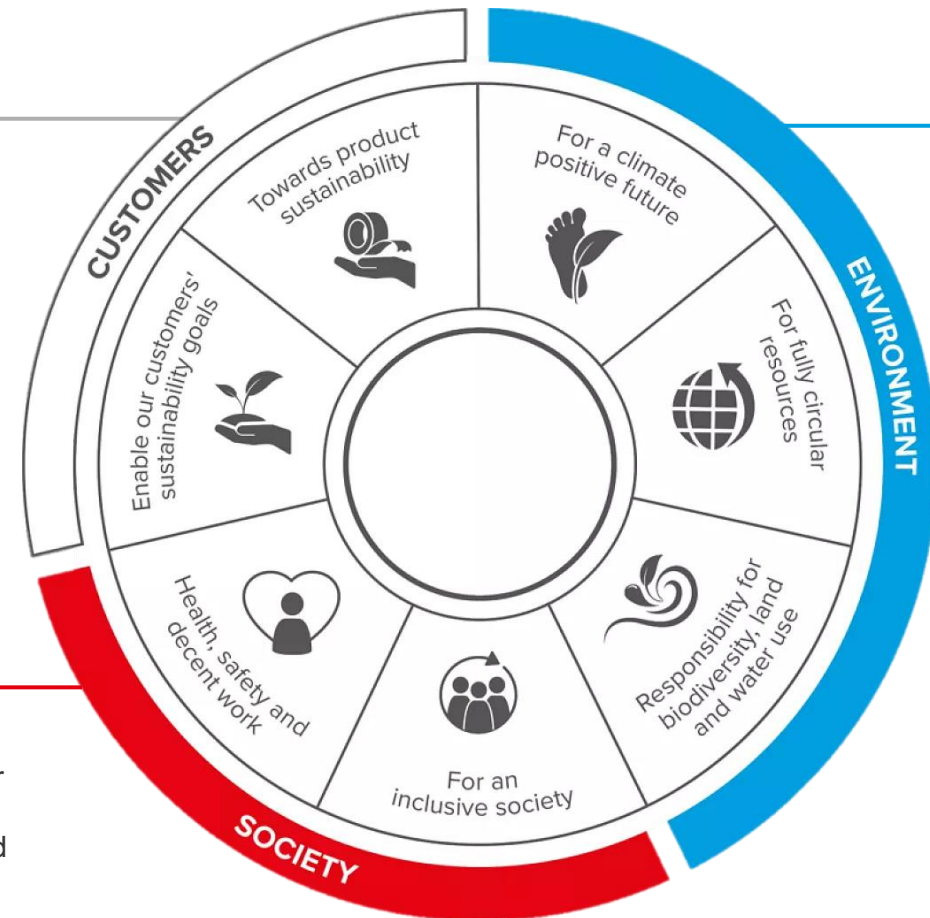 CUSTOMERS
Towards product
sustainability
For a climate
positive future
ENVIRONMENT
For fully circular
resources
Responsibility for
biodiversity, land
and water use
For an
inclusive society
SOCIETY
Health, safety and
decent work
Enable our customers'
sustainability goals